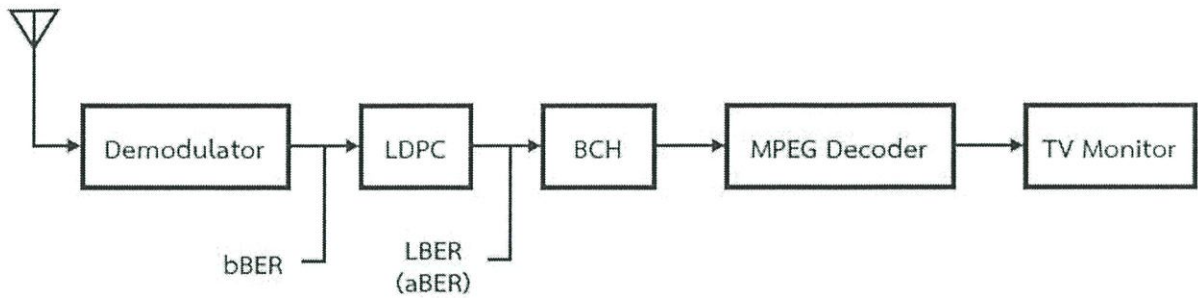 Demodulator
LDPC
BCH
MPEG Decoder
TV Monitor
bBER
LBER
(aBER)